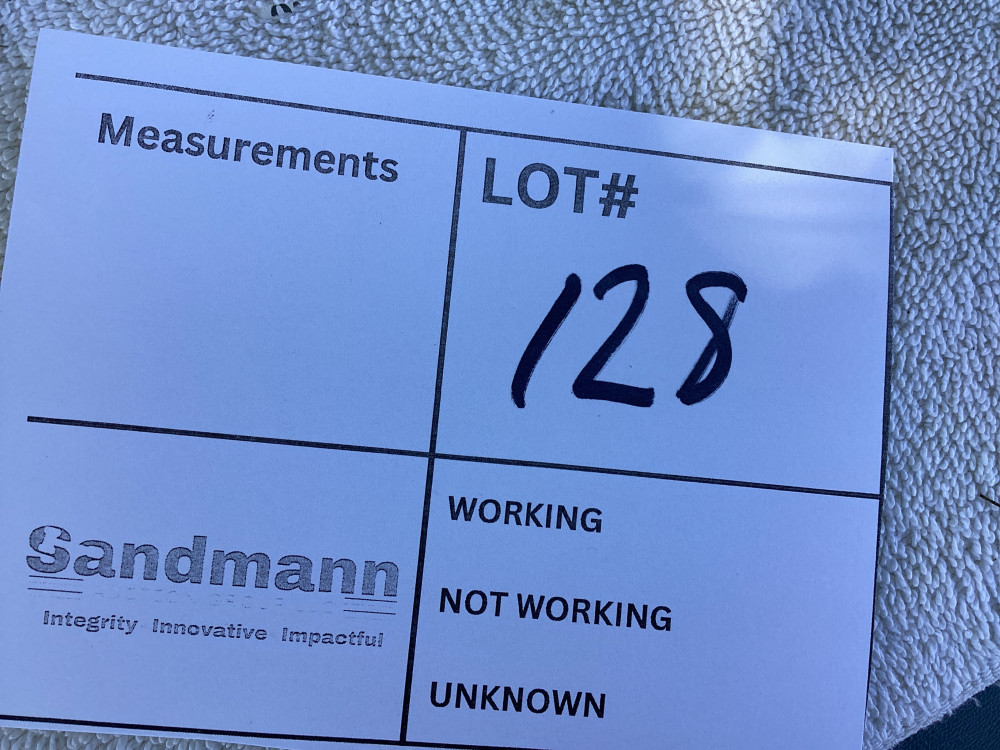 Measurements
LOT#
128
Sandmann
Integrity Innovative Impactful
WORKING
NOT WORKING
UNKNOWN